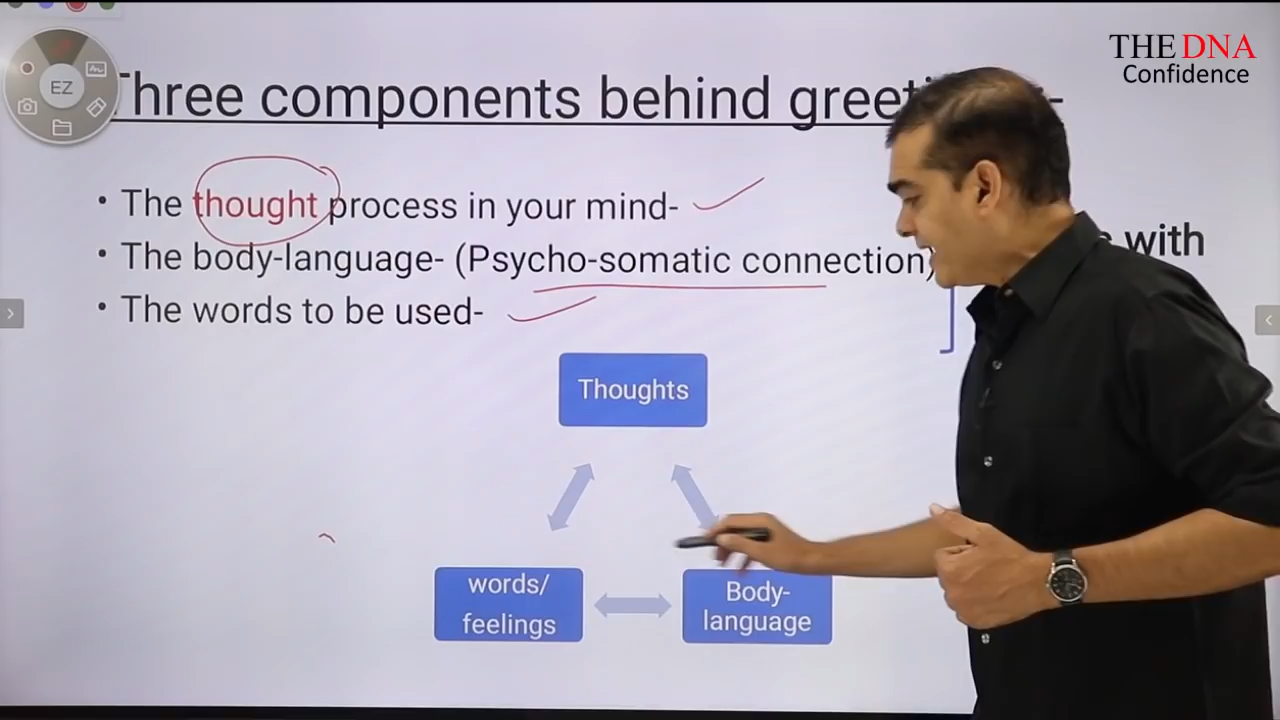 THE DNA
Confidence
EZ
Three components behind
• The thought process in your mind-
• The body-language- (Psycho-somatic connection)
with
• The words to be used-
Thoughts
words/
feelings
Body-
language